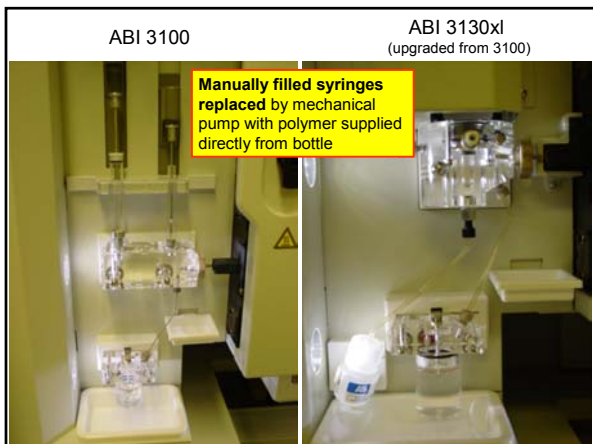 ABI 3100
ABI 3130xl
(upgraded from 3100)
Manually filled syringes
replaced by mechanical
pump with polymer supplied
directly from bottle